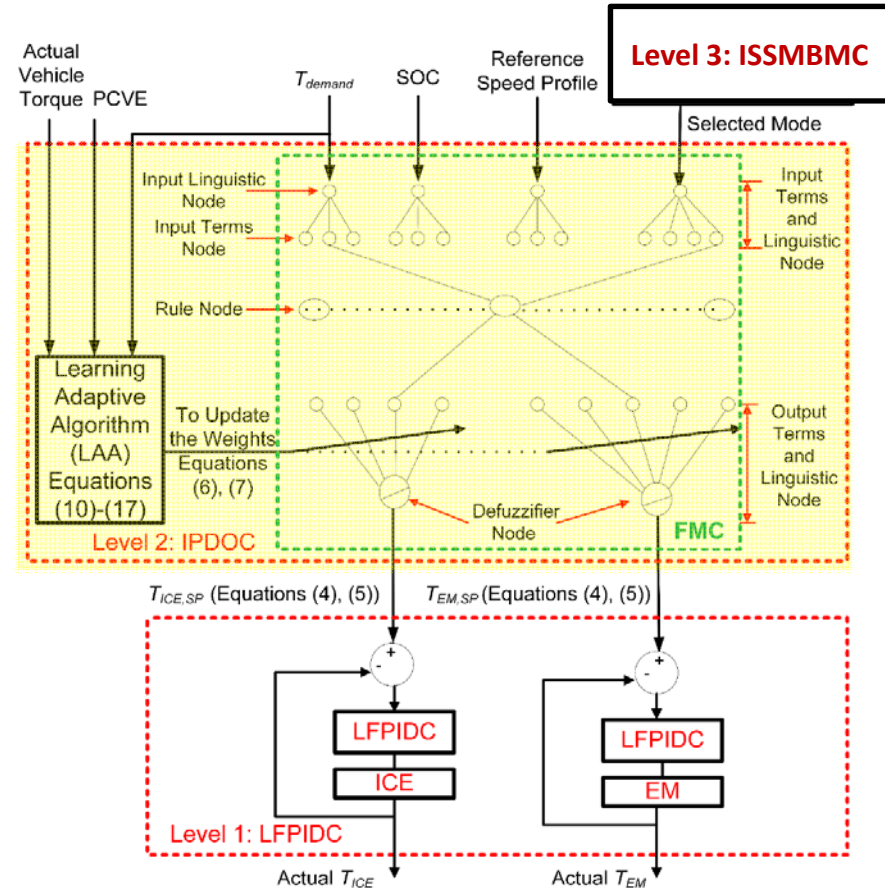 Level 3: ISSMBMC
Actual
Vehicle
Torque
PCVE
T_demand
SOC
Reference
Speed Profile
Selected Mode
Input Linguistic
Node
Input Terms
Node
Input
Terms
and
Linguistic
Node
Rule Node
Learning
Adaptive
Algorithm
(LAA)
Equations
(10)-(17)
To Update
the Weights
Equations
(6), (7)
Output
Terms
and
Linguistic
Node
Defuzzifier
Node
FMC
Level 2: IPDOC
T_ICE,SP (Equations (4), (5))
T_EM,SP (Equations (4), (5))
+
-
+
-
LFPIDC
ICE
LFPIDC
EM
Level 1: LFPIDC
Actual T_ICE
Actual T_EM